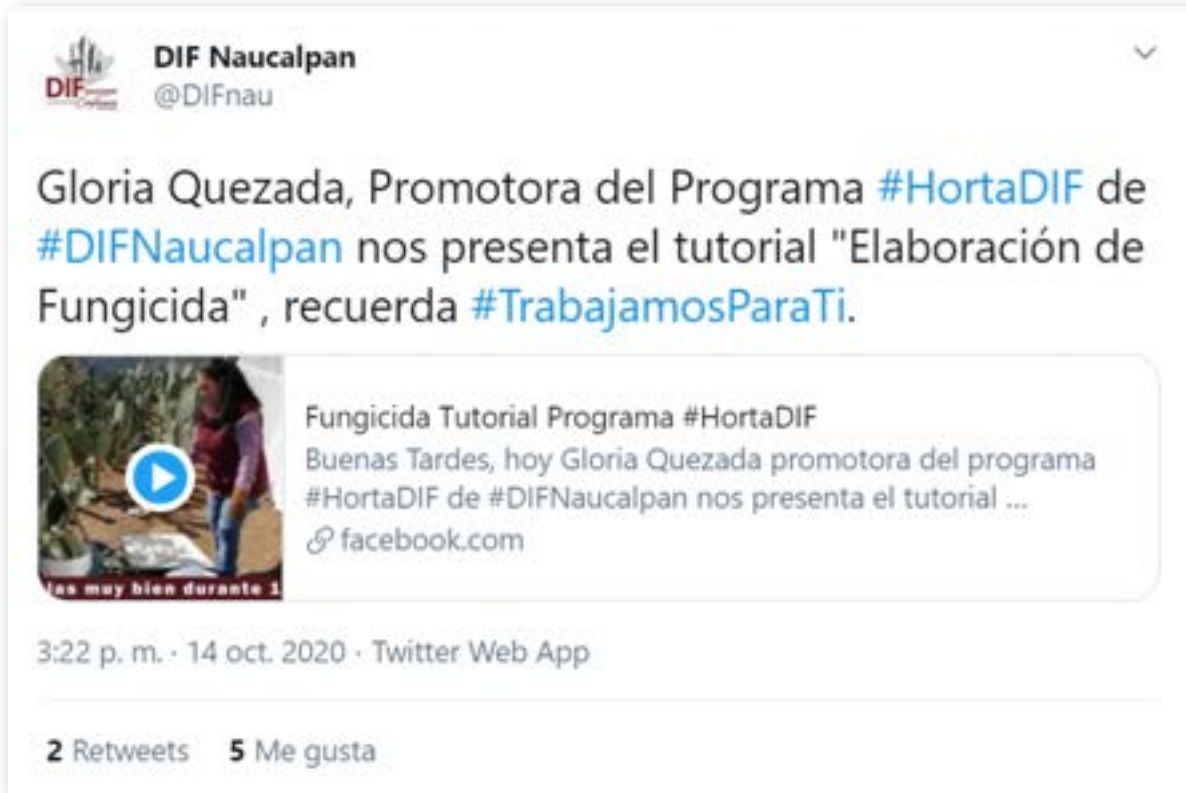 DIF Naucalpan
DIF
@DIFnau
Gloria Quezada, Promotora del Programa #HortaDIF de
#DIFNaucalpan nos presenta el tutorial "Elaboración de
Fungicida" , recuerda #TrabajamosParaTi.
Fungicida Tutorial Programa #HortaDIF
Buenas Tardes, hoy Gloria Quezada promotora del programa
#HortaDIF de #DIFNaucalpan nos presenta el tutorial ...
facebook.com
las muy bien durante 1
3:22 p. m. · 14 oct. 2020 · Twitter Web App
2 Retweets 5 Me gusta